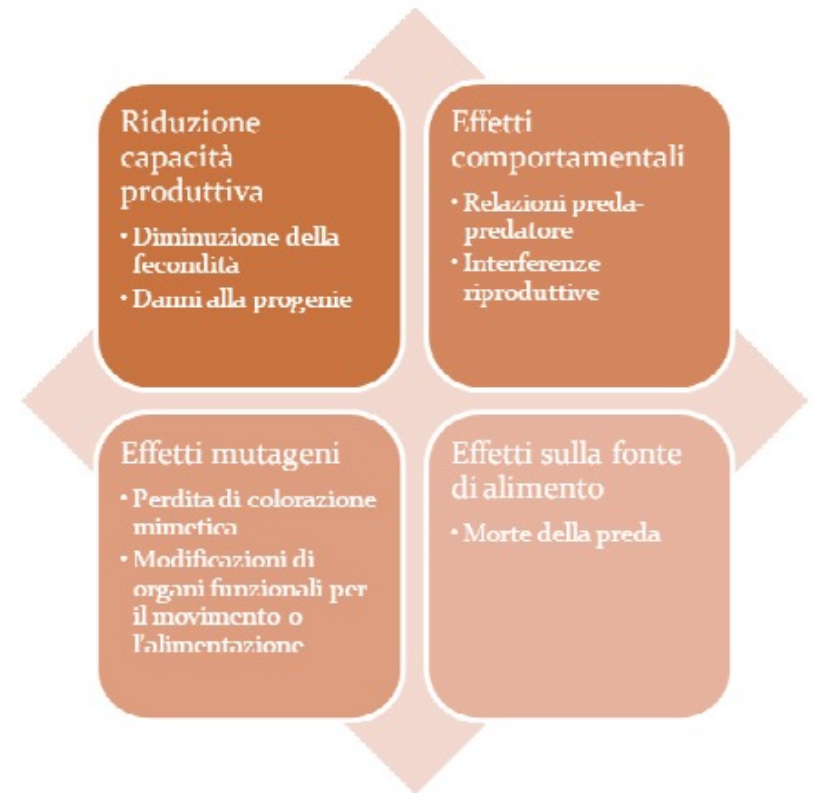 Riduzione
capacità
produttiva
• Diminuzione della
fecondità
• Danni alla progenie
Effetti
comportamentali
• Relazioni preda-
predatore
• Interferenze
riproduttive
Effetti mutageni
• Perdita di colorazione
mimetica
• Modificazioni di
organi funzionali per
il movimento o
l'alimentazione
Effetti sulla fonte
di alimento
• Morte della preda